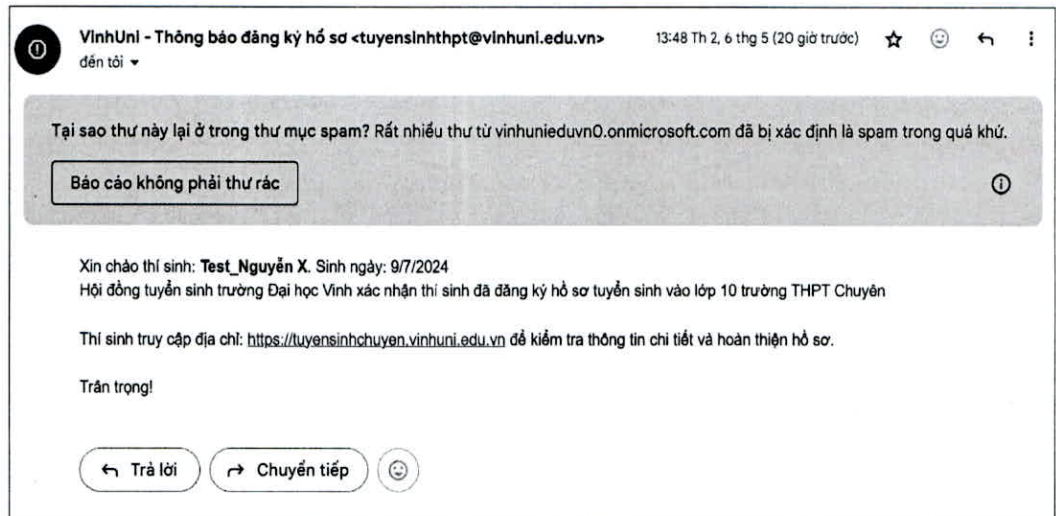 VinhUni - Thông báo đăng ký hồ sơ <tuyensinhthpt@vinhuni.edu.vn> 13:48 Th 2, 6 thg 5 (20 giờ trước)
đến tôi
Tại sao thư này lại ở trong thư mục spam? Rất nhiều thư từ vinhunieduvn0.onmicrosoft.com đã bị xác định là spam trong quá khứ.
Báo cáo không phải thư rác
Xin chào thí sinh: Test_Nguyễn X. Sinh ngày: 9/7/2024
Hội đồng tuyển sinh trường Đại học Vinh xác nhận thí sinh đã đăng ký hồ sơ tuyển sinh vào lớp 10 trường THPT Chuyên
Thí sinh truy cập địa chỉ: https://tuyensinhchuyen.vinhuni.edu.vn để kiểm tra thông tin chi tiết và hoàn thiện hồ sơ.
Trân trọng!
Trả lời Chuyển tiếp